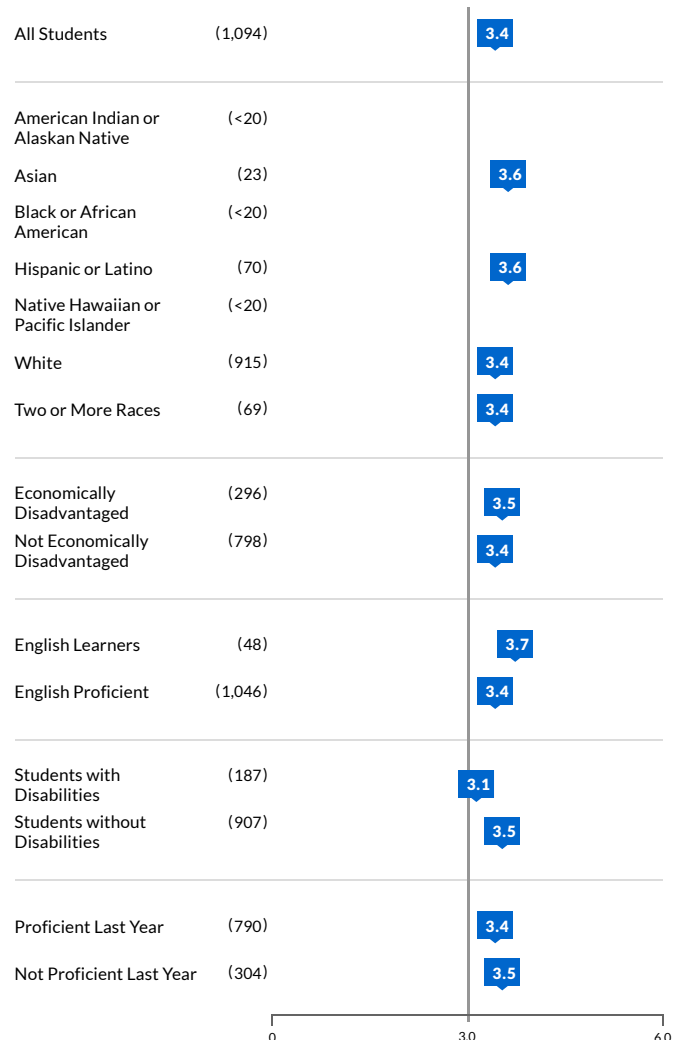 All Students (1,094) 3.4
American Indian or (<20)
Alaskan Native
Asian (23) 3.6
Black or African (<20)
American
Hispanic or Latino (70) 3.6
Native Hawaiian or (<20)
Pacific Islander
White (915) 3.4
Two or More Races (69) 3.4
Economically (296) 3.5
Disadvantaged
Not Economically (798) 3.4
Disadvantaged
English Learners (48) 3.7
English Proficient (1,046) 3.4
Students with (187) 3.1
Disabilities
Students without (907) 3.5
Disabilities
Proficient Last Year (790) 3.4
Not Proficient Last Year (304) 3.5
0 3.0 6.0